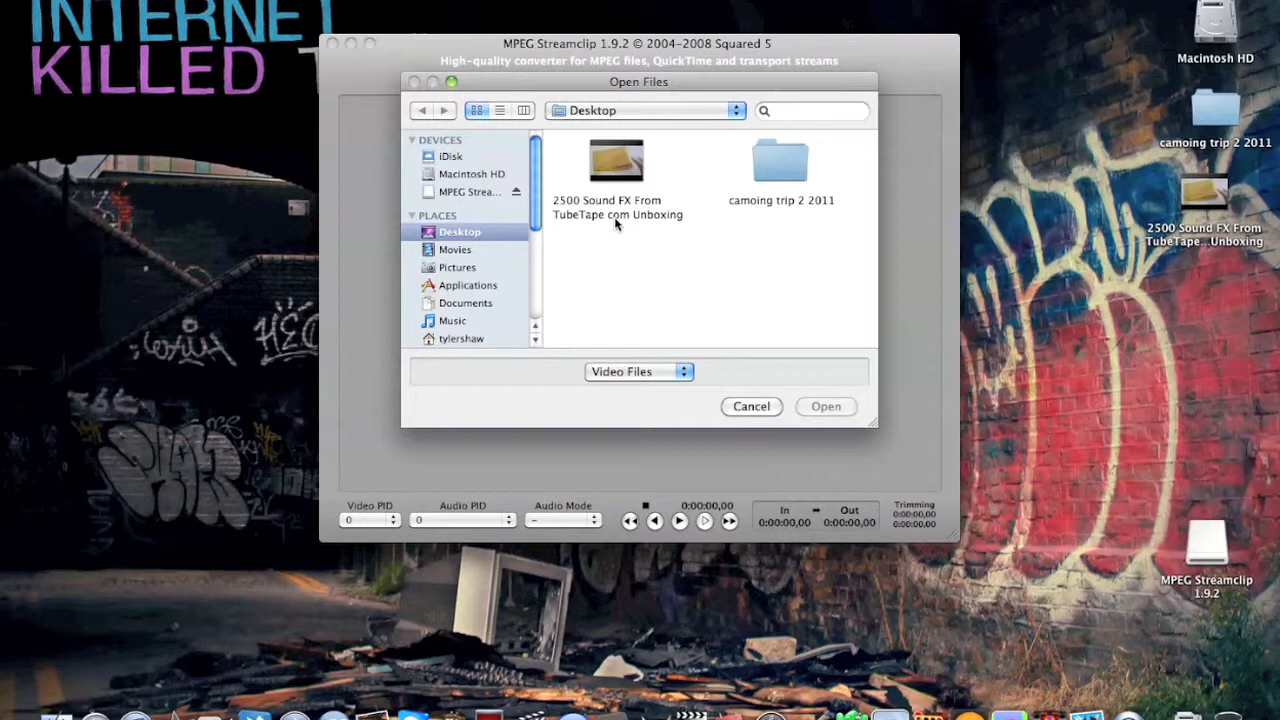 INTERNET
KILLED T
MPEG Streamclip 1.9.2 © 2004-2008 Squared 5
High-quality converter for MPEG files, QuickTime and transport streams
Open Files
Desktop
DEVICES
iDisk
Macintosh HD
MPEG Strea...
PLACES
Desktop
Movies
Pictures
Applications
Documents
Music
tylershaw
2500 Sound FX From
TubeTape com Unboxing
camoing trip 2 2011
Video Files
Cancel
Open
Video PID
0
Audio PID
0
Audio Mode
–
0:00:00,00
In
0:00:00,00
Out
0:00:00,00
Trimming
0:00:00,00
0:00:00,00
Macintosh HD
camoing trip 2 2011
2500 Sound FX From
TubeTape...Unboxing
MPEG Streamclip
1.9.2